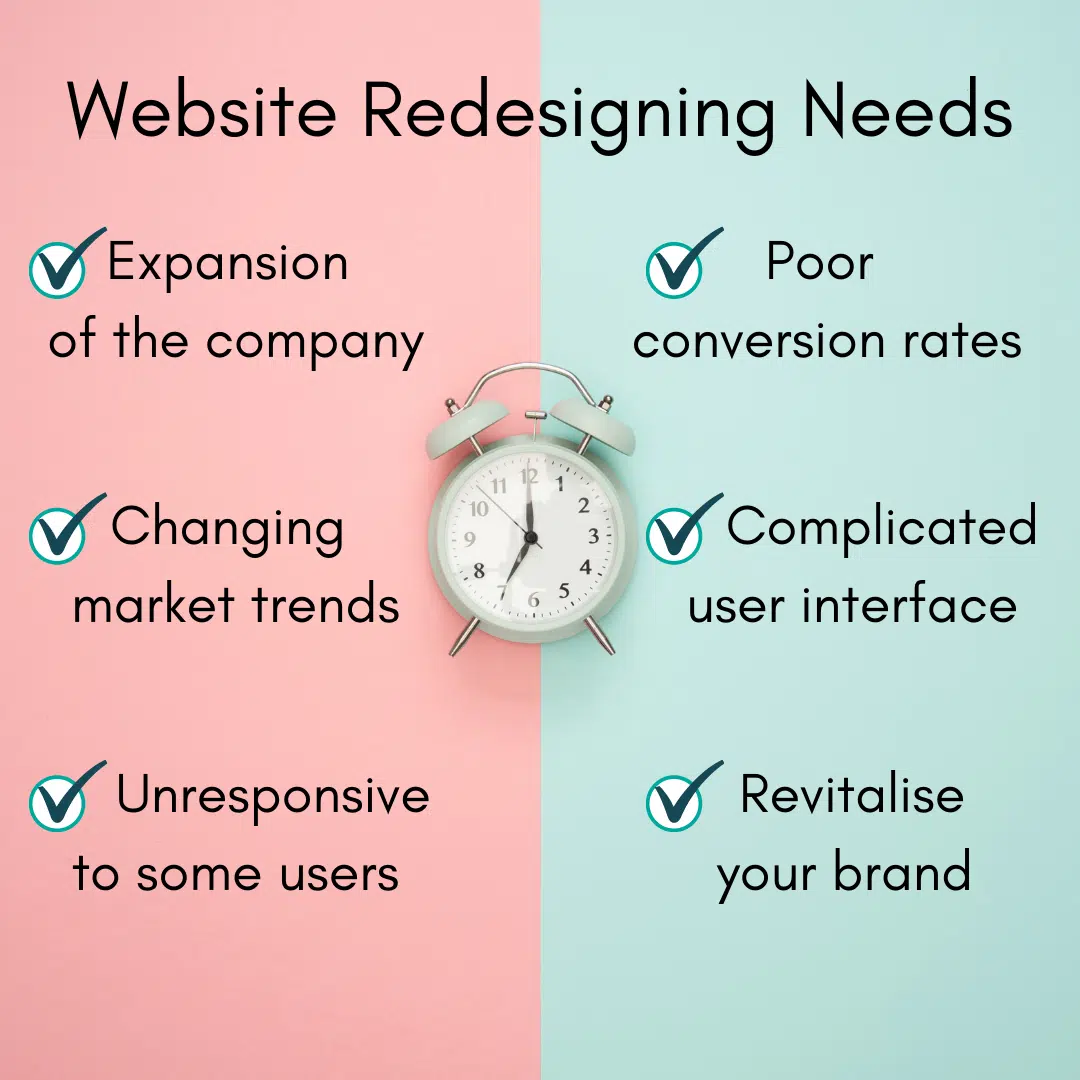 Website Redesigning Needs
Expansion
of the company
Poor
conversion rates
Changing
market trends
Complicated
user interface
Unresponsive
to some users
Revitalise
your brand
12
1
2
3
4
5
6
7
8
9
10
11